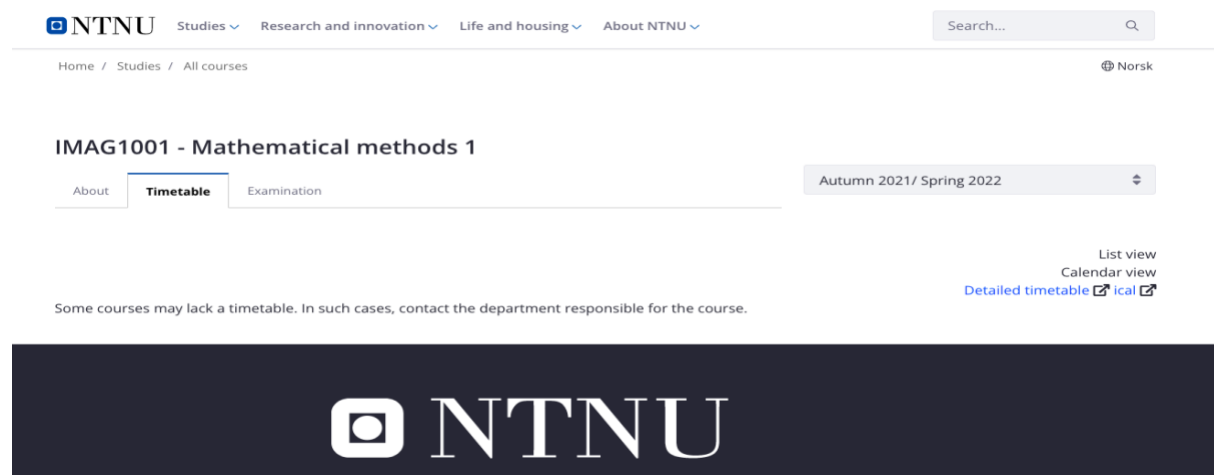 NTNU Studies Research and innovation Life and housing About NTNU Search...
Home / Studies / All courses Norsk
IMAG1001 - Mathematical methods 1
About Timetable Examination Autumn 2021/ Spring 2022
List view
Calendar view
Detailed timetable ical
Some courses may lack a timetable. In such cases, contact the department responsible for the course.
NTNU